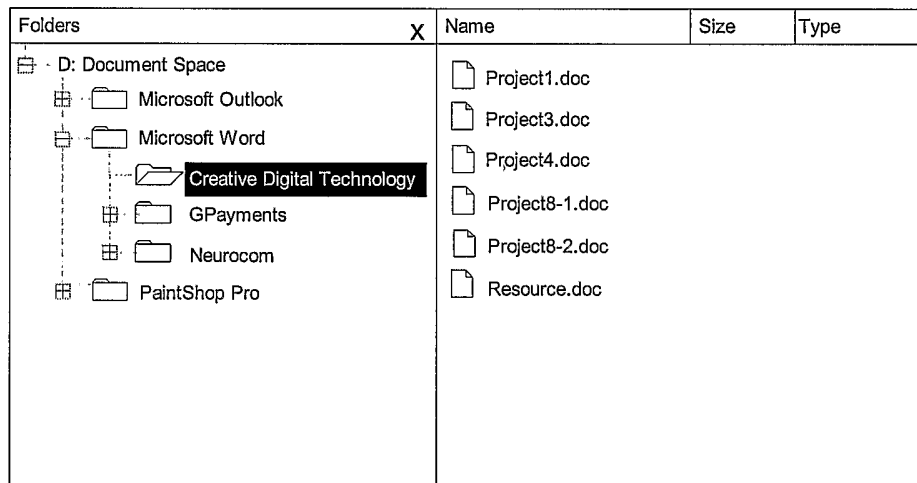 Folders X
D: Document Space
Microsoft Outlook
Microsoft Word
Creative Digital Technology
GPayments
Neurocom
PaintShop Pro
Name Size Type
Project1.doc
Project3.doc
Project4.doc
Project8-1.doc
Project8-2.doc
Resource.doc